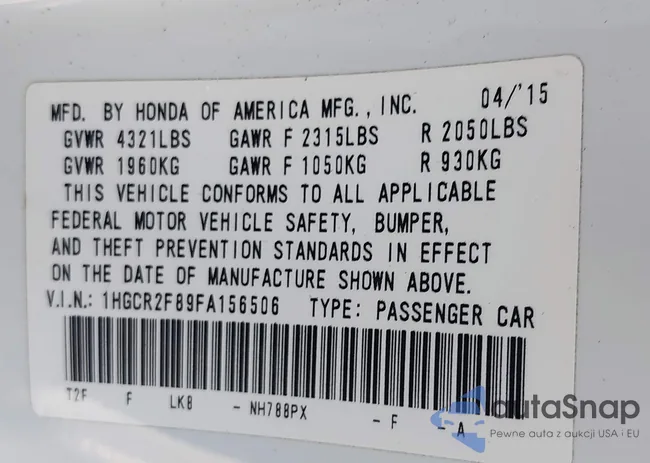 MFD. BY HONDA OF AMERICA MFG., INC. 04/'15
GVWR 4321LBS GAWR F 2315LBS R 2050LBS
GVWR 1960KG GAWR F 1050KG R 930KG
THIS VEHICLE CONFORMS TO ALL APPLICABLE
FEDERAL MOTOR VEHICLE SAFETY, BUMPER,
AND THEFT PREVENTION STANDARDS IN EFFECT
ON THE DATE OF MANUFACTURE SHOWN ABOVE.
V.I.N.: 1HGCR2F89FA156506 TYPE: PASSENGER CAR
T2F F LKB - NH788PX - F - A
autaSnap
Pewne auta z aukcji USA i EU